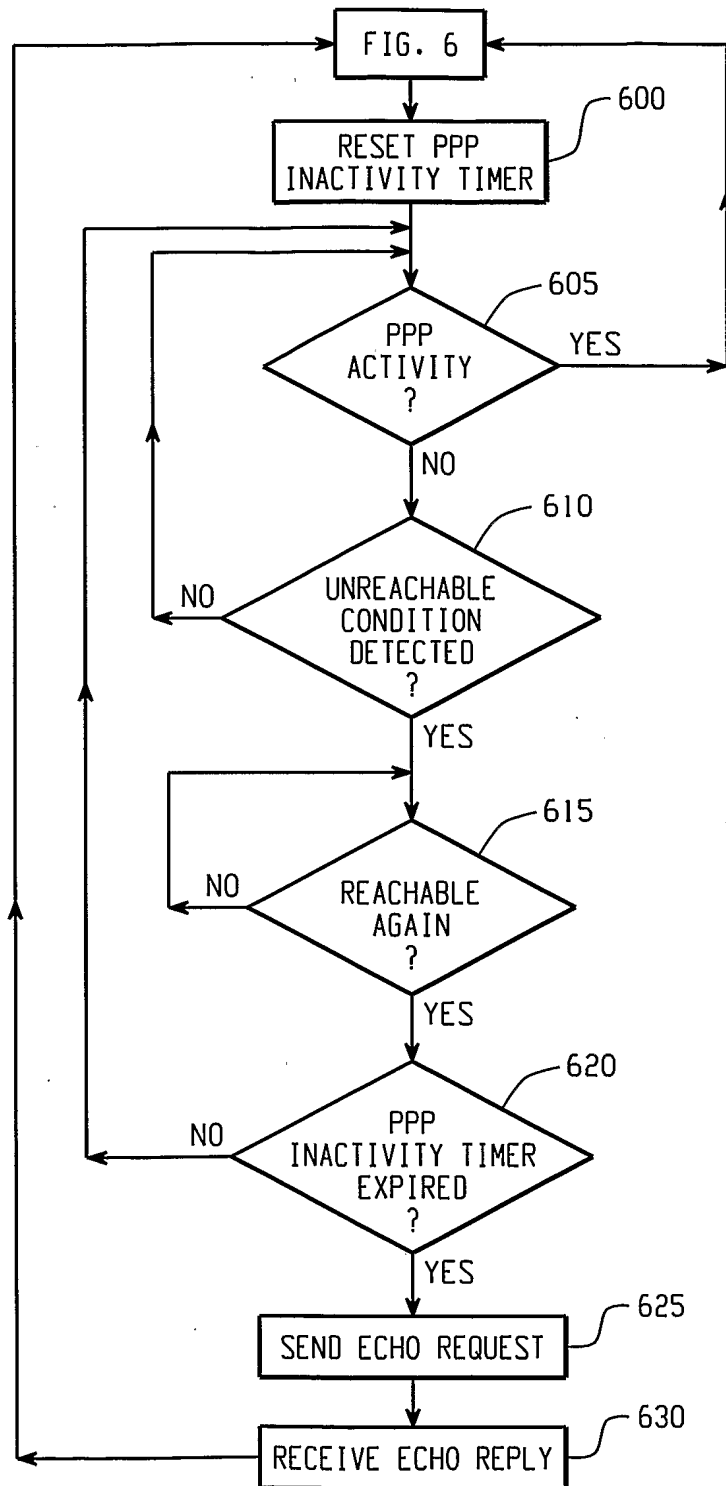 FIG. 6
600
RESET PPP
INACTIVITY TIMER
605
PPP
ACTIVITY
?
YES
NO
610
UNREACHABLE
CONDITION
DETECTED
?
NO
YES
615
REACHABLE
AGAIN
?
NO
YES
620
PPP
INACTIVITY TIMER
EXPIRED
?
NO
YES
625
SEND ECHO REQUEST
630
RECEIVE ECHO REPLY